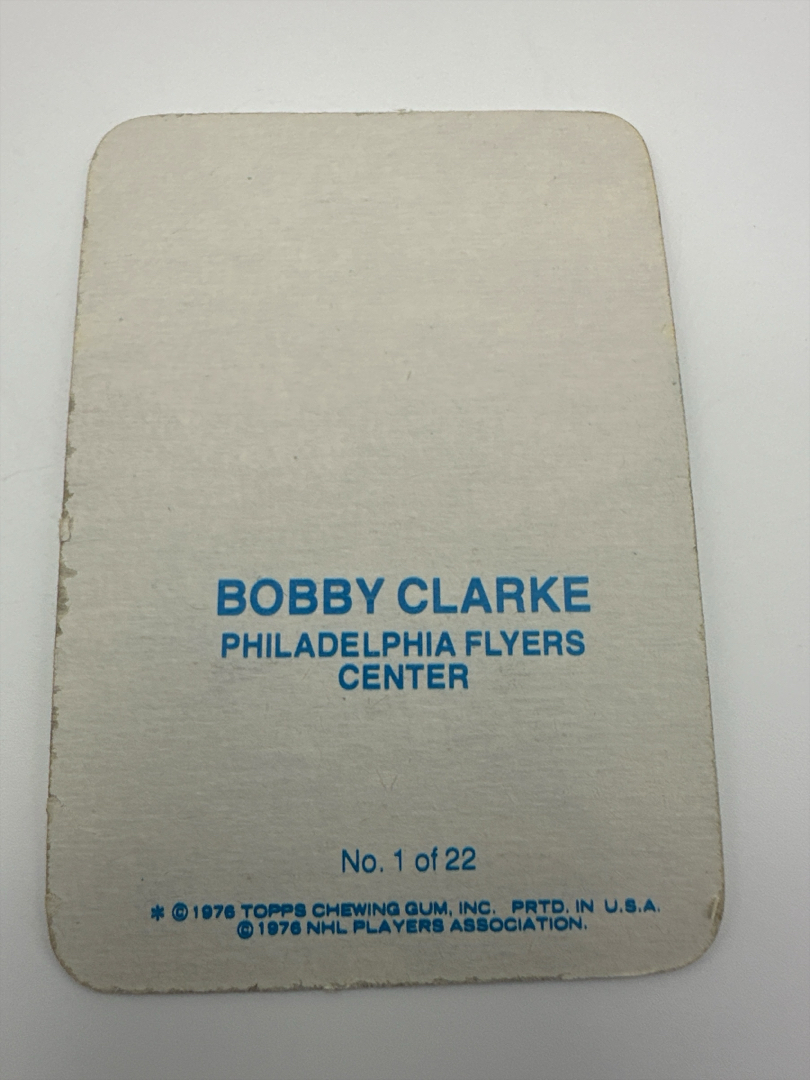 BOBBY CLARKE
PHILADELPHIA FLYERS
CENTER
No. 1 of 22
* © 1976 TOPPS CHEWING GUM, INC. PRTD. IN U.S.A.
© 1976 NHL PLAYERS ASSOCIATION.